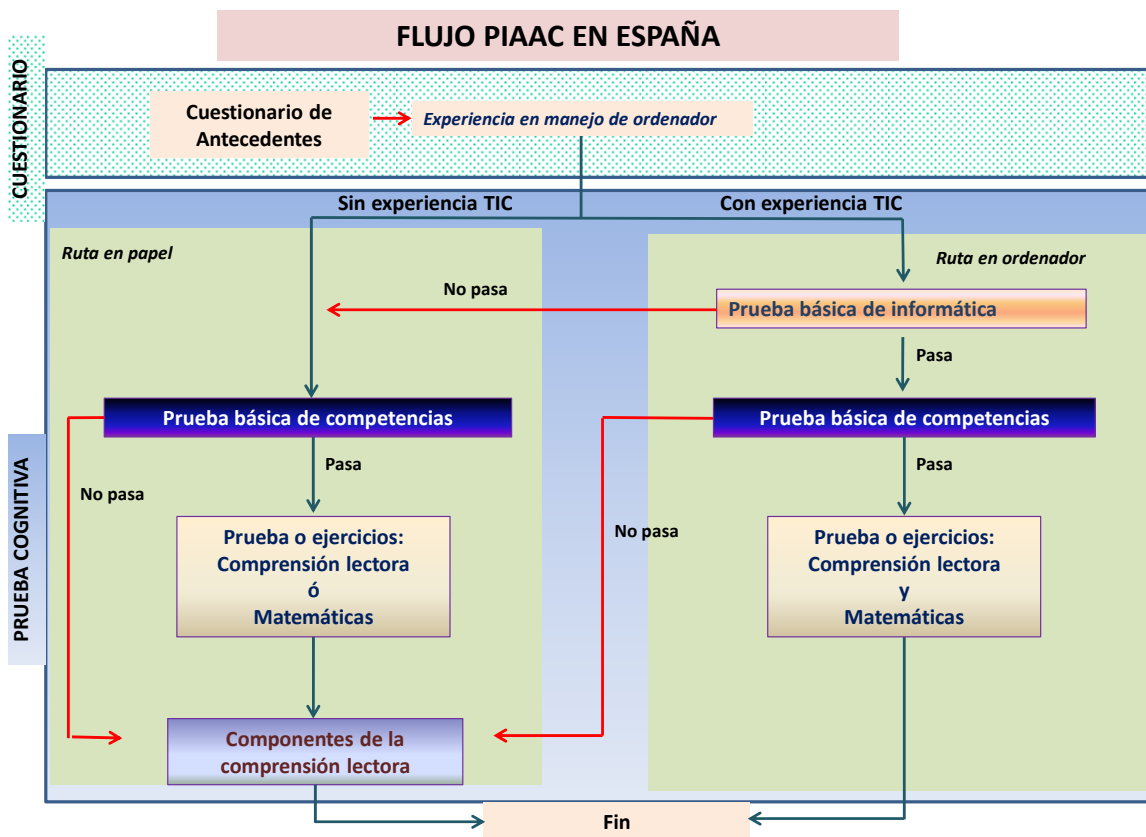 FLUJO PIAAC EN ESPAÑA
CUESTIONARIO
Cuestionario de
Antecedentes
Experiencia en manejo de ordenador
Sin experiencia TIC
Con experiencia TIC
PRUEBA COGNITIVA
Ruta en papel
Ruta en ordenador
No pasa
Prueba básica de informática
Pasa
Prueba básica de competencias
Prueba básica de competencias
Pasa
Pasa
No pasa
No pasa
Prueba o ejercicios:
Comprensión lectora
ó
Matemáticas
Prueba o ejercicios:
Comprensión lectora
y
Matemáticas
Componentes de la
comprensión lectora
Fin